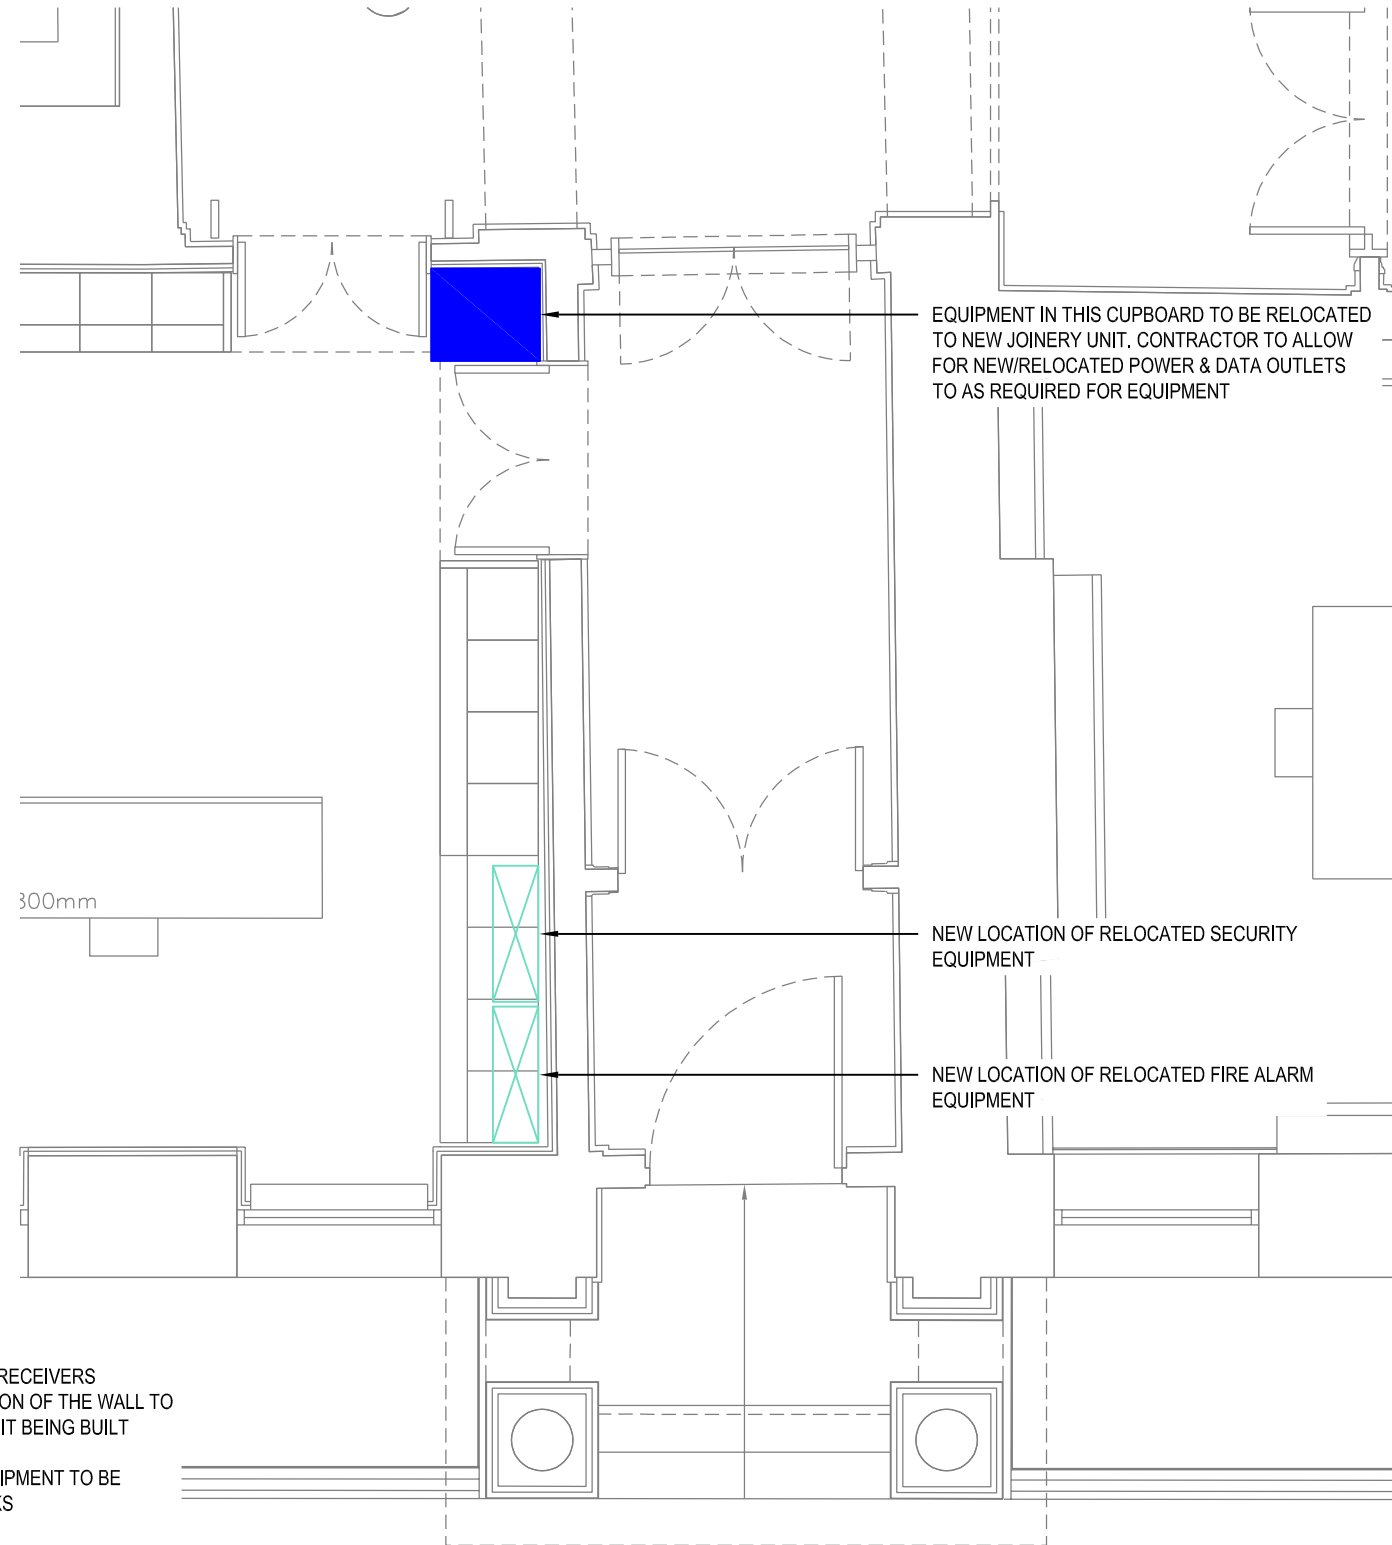 EQUIPMENT IN THIS CUPBOARD TO BE RELOCATED
TO NEW JOINERY UNIT. CONTRACTOR TO ALLOW
FOR NEW/RELOCATED POWER & DATA OUTLETS
TO AS REQUIRED FOR EQUIPMENT
300mm
NEW LOCATION OF RELOCATED SECURITY
EQUIPMENT
NEW LOCATION OF RELOCATED FIRE ALARM
EQUIPMENT
RECEIVERS
ON OF THE WALL TO
IT BEING BUILT
IPMENT TO BE
KS